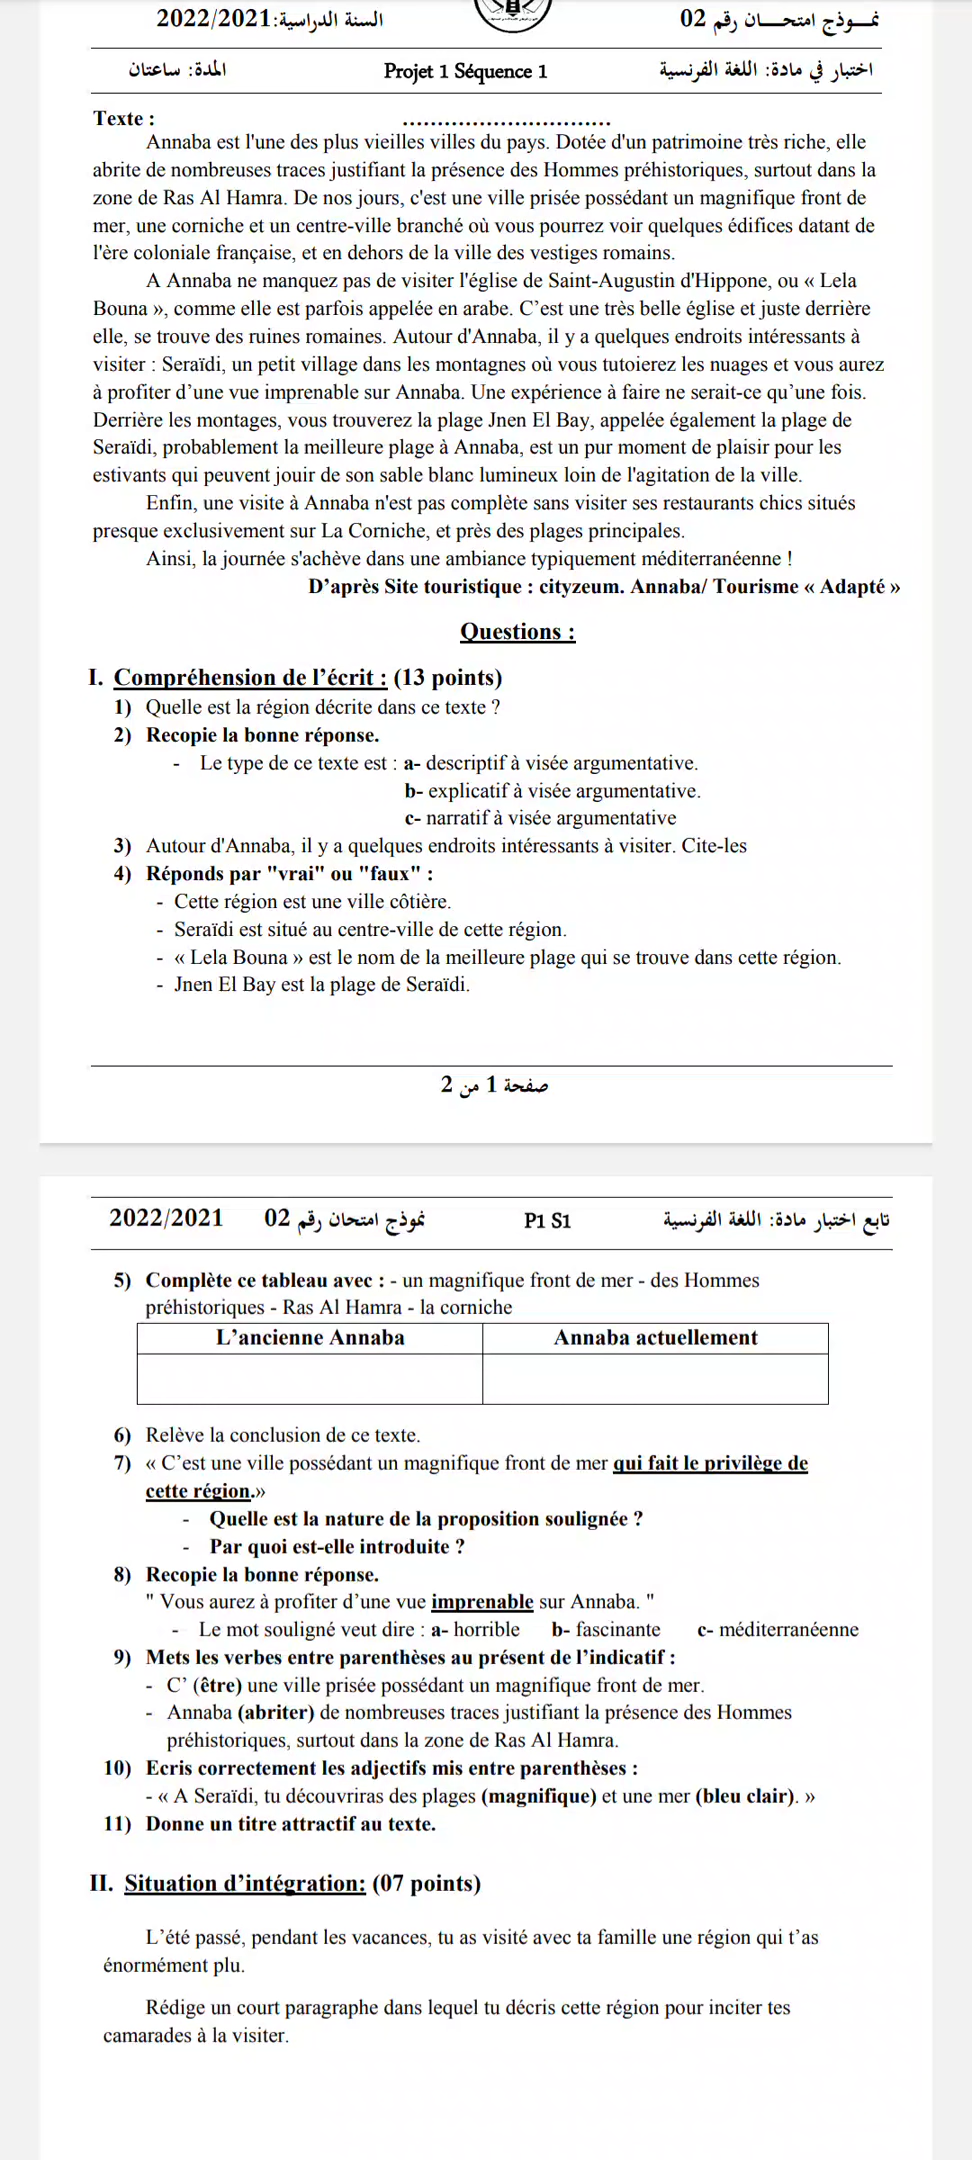 نمـــوذج امتحـــان رقم 02
السنة الدراسية:2022/2021
اختبار في مادة: اللغة الفرنسية
Projet 1 Séquence 1
المدة: ساعتان
Texte :
..............................
Annaba est l'une des plus vieilles villes du pays. Dotée d'un patrimoine très riche, elle
abrite de nombreuses traces justifiant la présence des Hommes préhistoriques, surtout dans la
zone de Ras Al Hamra. De nos jours, c'est une ville prisée possédant un magnifique front de
mer, une corniche et un centre-ville branché où vous pourrez voir quelques édifices datant de
l'ère coloniale française, et en dehors de la ville des vestiges romains.
A Annaba ne manquez pas de visiter l'église de Saint-Augustin d'Hippone, ou « Lela
Bouna », comme elle est parfois appelée en arabe. C’est une très belle église et juste derrière
elle, se trouve des ruines romaines. Autour d'Annaba, il y a quelques endroits intéressants à
visiter : Seraïdi, un petit village dans les montagnes où vous tutoierez les nuages et vous aurez
à profiter d’une vue imprenable sur Annaba. Une expérience à faire ne serait-ce qu’une fois.
Derrière les montages, vous trouverez la plage Jnen El Bay, appelée également la plage de
Seraïdi, probablement la meilleure plage à Annaba, est un pur moment de plaisir pour les
estivants qui peuvent jouir de son sable blanc lumineux loin de l'agitation de la ville.
Enfin, une visite à Annaba n'est pas complète sans visiter ses restaurants chics situés
presque exclusivement sur La Corniche, et près des plages principales.
Ainsi, la journée s'achève dans une ambiance typiquement méditerranéenne !
D’après Site touristique : cityzeum. Annaba/ Tourisme « Adapté »
Questions :
I. Compréhension de l’écrit : (13 points)
1) Quelle est la région décrite dans ce texte ?
2) Recopie la bonne réponse.
- Le type de ce texte est : a- descriptif à visée argumentative.
b- explicatif à visée argumentative.
c- narratif à visée argumentative
3) Autour d'Annaba, il y a quelques endroits intéressants à visiter. Cite-les
4) Réponds par "vrai" ou "faux" :
- Cette région est une ville côtière.
- Seraïdi est situé au centre-ville de cette région.
- « Lela Bouna » est le nom de la meilleure plage qui se trouve dans cette région.
- Jnen El Bay est la plage de Seraïdi.
صفحة 1 من 2
تابع اختبار مادة: اللغة الفرنسية
P1 S1
نموذج امتحان رقم 02
2022/2021
5) Complète ce tableau avec : - un magnifique front de mer - des Hommes
préhistoriques - Ras Al Hamra - la corniche
L’ancienne Annaba
Annaba actuellement
6) Relève la conclusion de ce texte.
7) « C’est une ville possédant un magnifique front de mer qui fait le privilège de
cette région.»
- Quelle est la nature de la proposition soulignée ?
- Par quoi est-elle introduite ?
8) Recopie la bonne réponse.
" Vous aurez à profiter d’une vue imprenable sur Annaba. "
- Le mot souligné veut dire : a- horrible b- fascinante c- méditerranéenne
9) Mets les verbes entre parenthèses au présent de l’indicatif :
- C’ (être) une ville prisée possédant un magnifique front de mer.
- Annaba (abriter) de nombreuses traces justifiant la présence des Hommes
préhistoriques, surtout dans la zone de Ras Al Hamra.
10) Ecris correctement les adjectifs mis entre parenthèses :
- « A Seraïdi, tu découvriras des plages (magnifique) et une mer (bleu clair). »
11) Donne un titre attractif au texte.
II. Situation d’intégration: (07 points)
L’été passé, pendant les vacances, tu as visité avec ta famille une région qui t’as
énormément plu.
Rédige un court paragraphe dans lequel tu décris cette région pour inciter tes
camarades à la visiter.